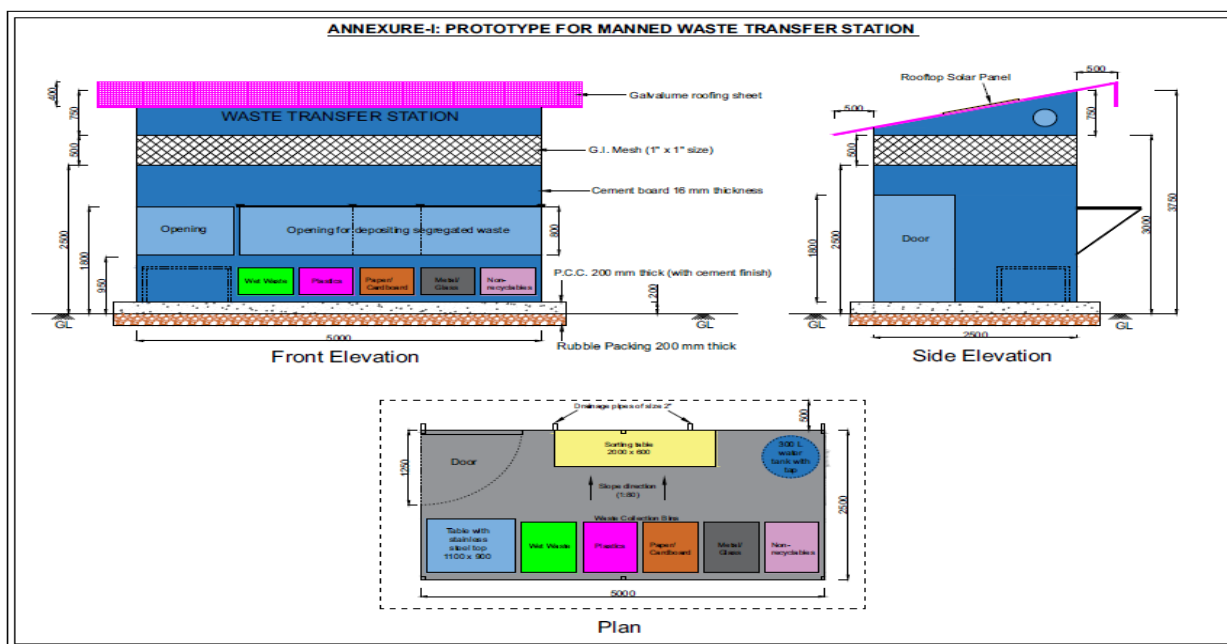 ANNEXURE-I: PROTOTYPE FOR MANNED WASTE TRANSFER STATION
400
750
500
2500
1800
950
WASTE TRANSFER STATION
Galvalume roofing sheet
G.I. Mesh (1" x 1" size)
Cement board 16 mm thickness
Opening
Opening for depositing segregated waste
800
Wet Waste
Plastics
Paper/
Cardboard
Metal/
Glass
Non-
recyclables
P.C.C. 200 mm thick (with cement finish)
200
GL
GL
5000
Rubble Packing 200 mm thick
Front Elevation
Rooftop Solar Panel
500
500
750
500
Door
1800
2500
3000
3750
GL
GL
2500
Side Elevation
Drainage pipes of size 2"
500
Door
1250
Sorting table
2000 x 600
300 L
water
tank with
tap
Slope direction
(1:80)
2500
Waste Collection Bins
Table with
stainless
steel top
1100 x 900
Wet Waste
Plastics
Paper/
Cardboard
Metal/
Glass
Non-
recyclables
5000
Plan